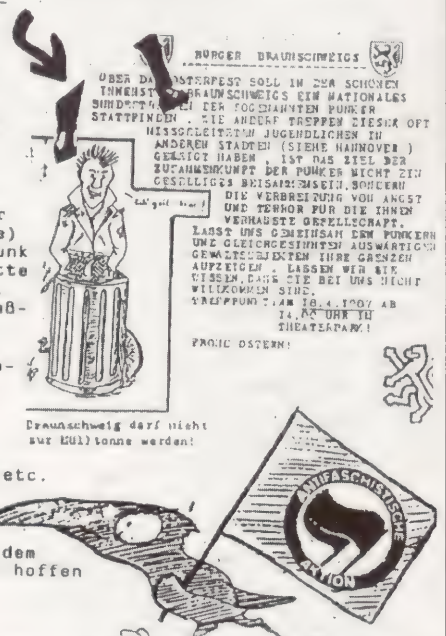 BÜRGER BRAUNSCHWEIGS
ÜBER DAS OSTERFEST SOLL IN DER SCHÖNEN
INNENSTADT BRAUNSCHWEIGS EIN NATIONALES
DER SOGENANNTEN PUNKER
STATTFINDEN . WIE ANDERE TREFFEN DIESER OFT
MISSGELEITETEN JUGENDLICHEN IN
ANDEREN STÄDTEN (SIEHE HANNOVER )
GEZEIGT HABEN , IST DAS ZIEL DER
ZUSAMMENKUNFT DER PUNKER NICHT EIN
GESELLIGES BEISAMMENSEIN, SONDERN
DIE VERBREITUNG VON ANGST
UND TERROR FÜR DIE IHNEN
VERHASSTE GESELLSCHAFT.
LASST UNS GEMEINSAM DEN PUNKERN
UND GLEICHGESINNTEN AUSWÄRTIGEN
GEWALTSUBJEKTEN IHRE GRENZEN
AUFZEIGEN . LASSEN WIR SIE
WISSEN, DASS SIE BEI UNS NICHT
WILLKOMMEN SIND.
TREFFPUNKT: AM 18.4.1987 AB
14.00 UHR IM
THEATERPARK!
FROHE OSTERN!
r
e)
unk
tte
aß-
o-
Braunschweig darf nicht
zur Mülltonne werden!
etc.
dem
hoffen
ANTIFASCHISTISCHE
AKTION